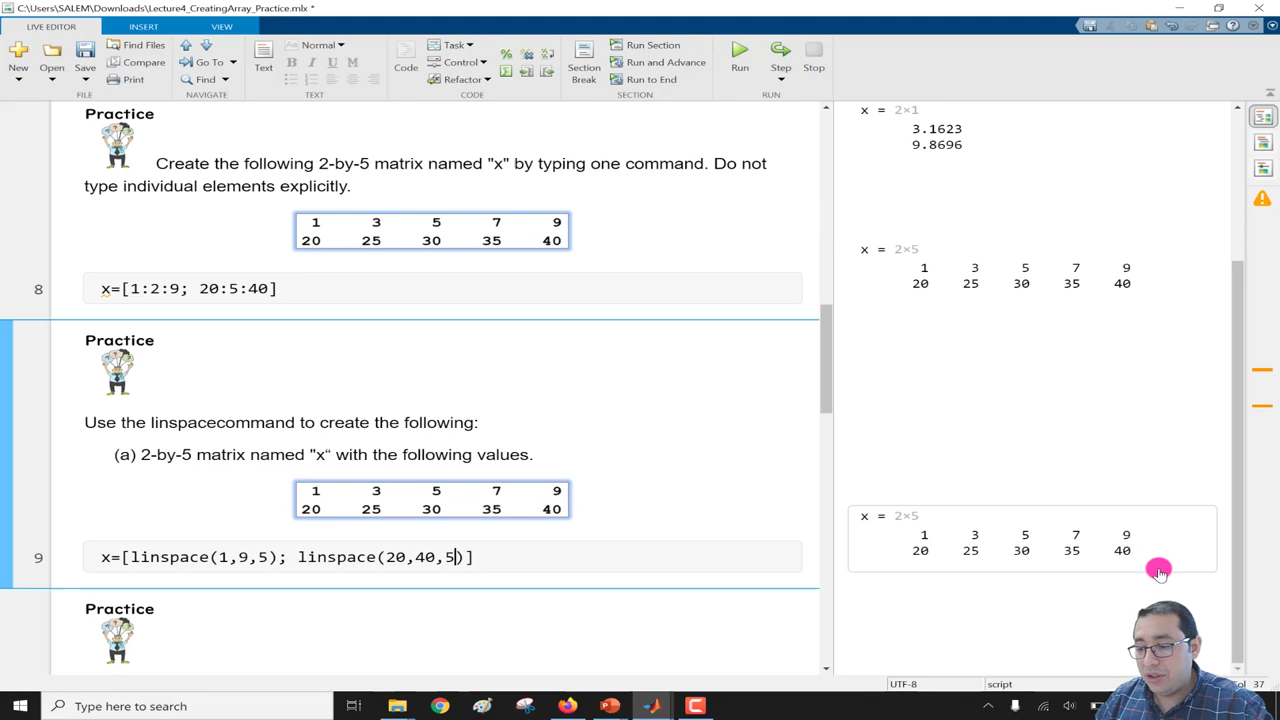 C:\Users\SALEM\Downloads\Lecture4_CreatingArray_Practice.mlx *
LIVE EDITOR INSERT VIEW
New Open Save Find Files Compare Print Go To Find Text Normal B I U M Code Task Control Refactor Section Break Run Section Run and Advance Run to End Run Step Stop
FILE NAVIGATE TEXT CODE SECTION RUN
Practice
Create the following 2-by-5 matrix named "x" by typing one command. Do not
type individual elements explicitly.
1 3 5 7 9
20 25 30 35 40
8 x=[1:2:9; 20:5:40]
Practice
Use the linspacecommand to create the following:
(a) 2-by-5 matrix named "x“ with the following values.
1 3 5 7 9
20 25 30 35 40
9 x=[linspace(1,9,5); linspace(20,40,5)]
Practice
x = 2×1
3.1623
9.8696
x = 2×5
1 3 5 7 9
20 25 30 35 40
x = 2×5
1 3 5 7 9
20 25 30 35 40
UTF-8 script 37
Type here to search